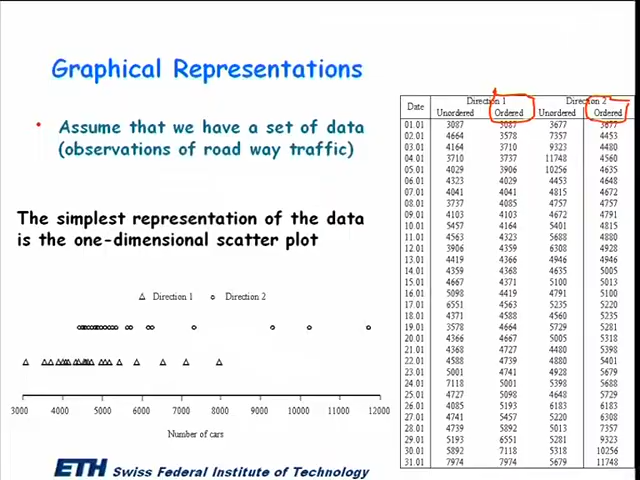 Graphical Representations
• Assume that we have a set of data
(observations of road way traffic)
The simplest representation of the data
is the one-dimensional scatter plot
Direction 1 Direction 2
3000 4000 5000 6000 7000 8000 9000 10000 11000 12000
Number of cars
ETH Swiss Federal Institute of Technology
Date Direction 1 Direction 2
Unordered Ordered Unordered Ordered
01.01 3087 3087 3677 3677
02.01 4664 3578 7357 4453
03.01 4164 3710 9323 4480
04.01 3710 3737 11748 4560
05.01 4029 3906 10256 4635
06.01 4323 4029 4453 4648
07.01 4041 4041 4815 4672
08.01 3737 4085 4757 4757
09.01 4103 4103 4672 4791
10.01 5457 4164 5401 4815
11.01 4563 4323 5688 4880
12.01 3906 4359 6308 4928
13.01 4419 4366 4946 4946
14.01 4359 4368 4635 5005
15.01 4667 4371 5100 5013
16.01 5098 4419 4791 5100
17.01 6551 4563 5235 5220
18.01 4371 4588 4560 5235
19.01 3578 4664 5729 5281
20.01 4366 4667 5005 5318
21.01 4368 4727 4480 5398
22.01 4588 4739 4880 5401
23.01 5001 4741 4928 5679
24.01 7118 5001 5398 5688
25.01 4727 5098 4648 5729
26.01 4085 5193 6183 6183
27.01 4741 5457 5220 6308
28.01 4739 5892 5013 7357
29.01 5193 6551 5281 9323
30.01 5892 7118 5318 10256
31.01 7974 7974 5679 11748